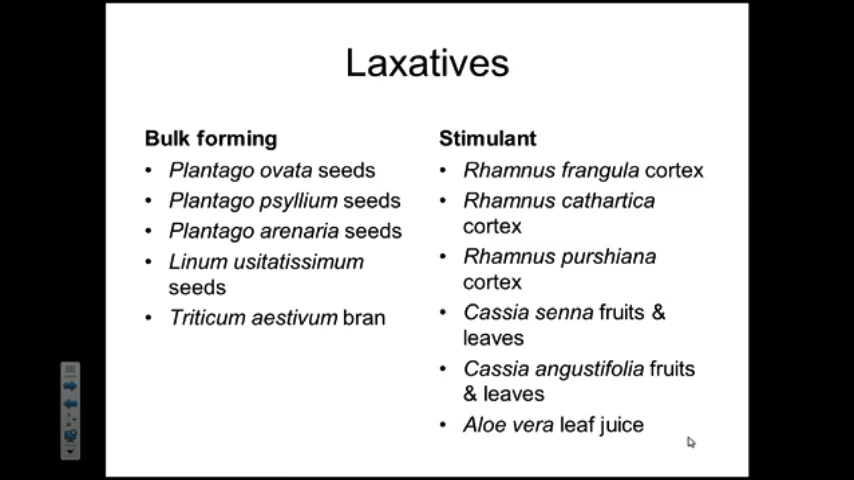 Laxatives
Bulk forming
• Plantago ovata seeds
• Plantago psyllium seeds
• Plantago arenaria seeds
• Linum usitatissimum
seeds
• Triticum aestivum bran
Stimulant
• Rhamnus frangula cortex
• Rhamnus cathartica
cortex
• Rhamnus purshiana
cortex
• Cassia senna fruits &
leaves
• Cassia angustifolia fruits
& leaves
• Aloe vera leaf juice